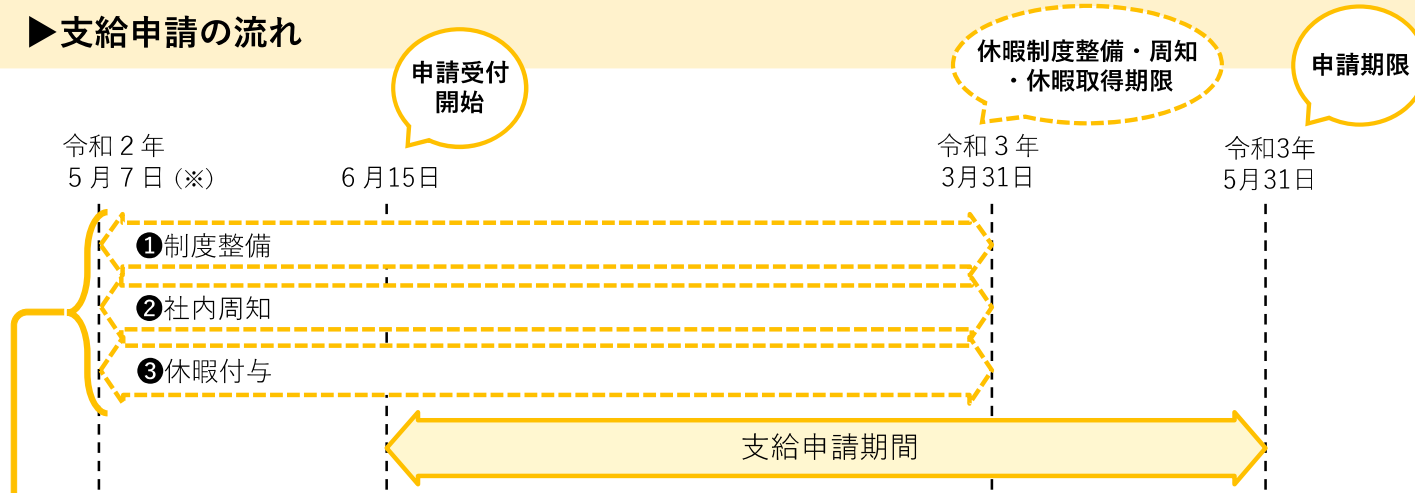 ▶支給申請の流れ
申請受付
開始
休暇制度整備・周知
・休暇取得期限
申請期限
令和２年
５月７日（※）
６月15日
令和３年
3月31日
令和3年
5月31日
❶制度整備
❷社内周知
❸休暇付与
支給申請期間